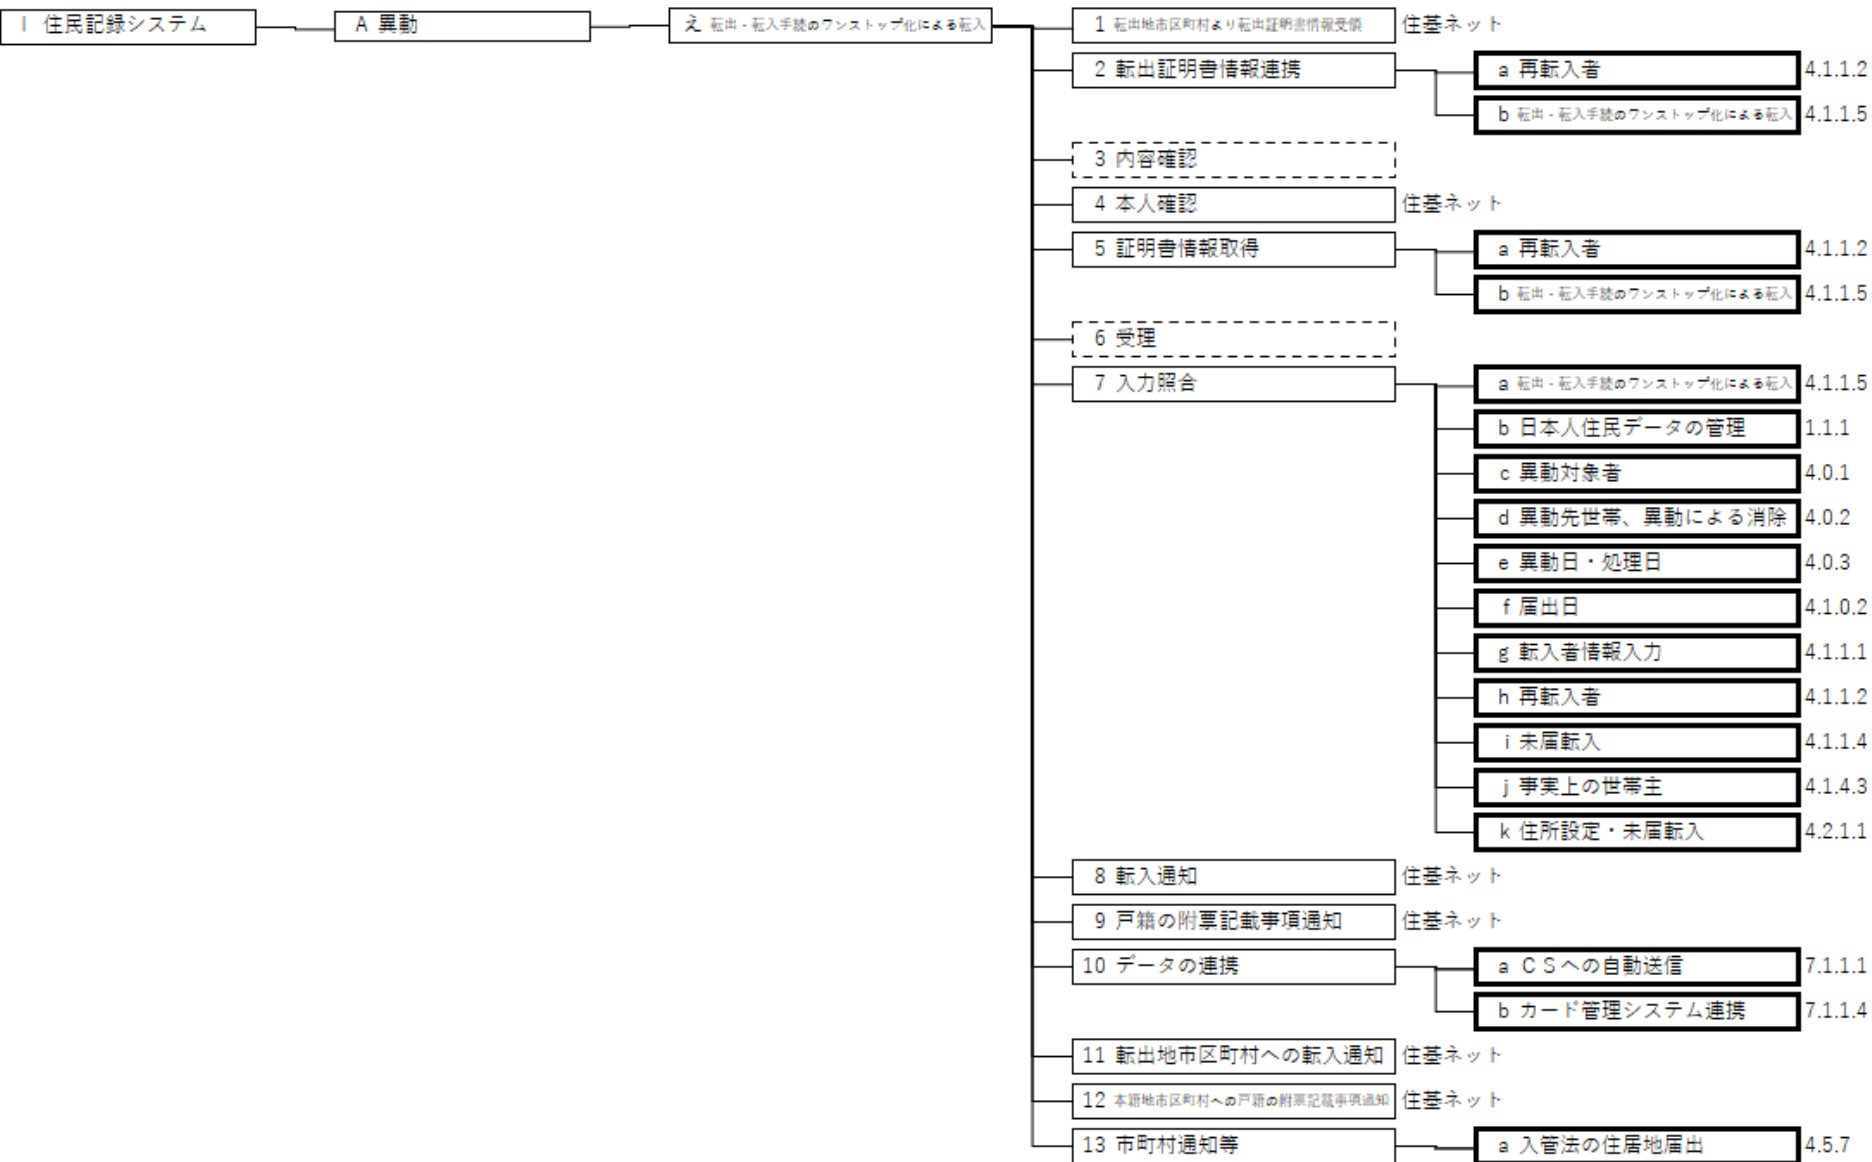 Ⅰ 住民記録システム
A 異動
え 転出・転入手続のワンストップ化による転入
1 転出地市区町村より転出証明書情報受領 住基ネット
2 転出証明書情報連携
a 再転入者 4.1.1.2
b 転出・転入手続のワンストップ化による転入 4.1.1.5
3 内容確認
4 本人確認 住基ネット
5 証明書情報取得
a 再転入者 4.1.1.2
b 転出・転入手続のワンストップ化による転入 4.1.1.5
6 受理
7 入力照合
a 転出・転入手続のワンストップ化による転入 4.1.1.5
b 日本人住民データの管理 1.1.1
c 異動対象者 4.0.1
d 異動先世帯、異動による消除 4.0.2
e 異動日・処理日 4.0.3
f 届出日 4.1.0.2
g 転入者情報入力 4.1.1.1
h 再転入者 4.1.1.2
i 未届転入 4.1.1.4
j 事実上の世帯主 4.1.4.3
k 住所設定・未届転入 4.2.1.1
8 転入通知 住基ネット
9 戸籍の附票記載事項通知 住基ネット
10 データの連携
a ＣＳへの自動送信 7.1.1.1
b カード管理システム連携 7.1.1.4
11 転出地市区町村への転入通知 住基ネット
12 本籍地市区町村への戸籍の附票記載事項通知 住基ネット
13 市町村通知等
a 入管法の住居地届出 4.5.7